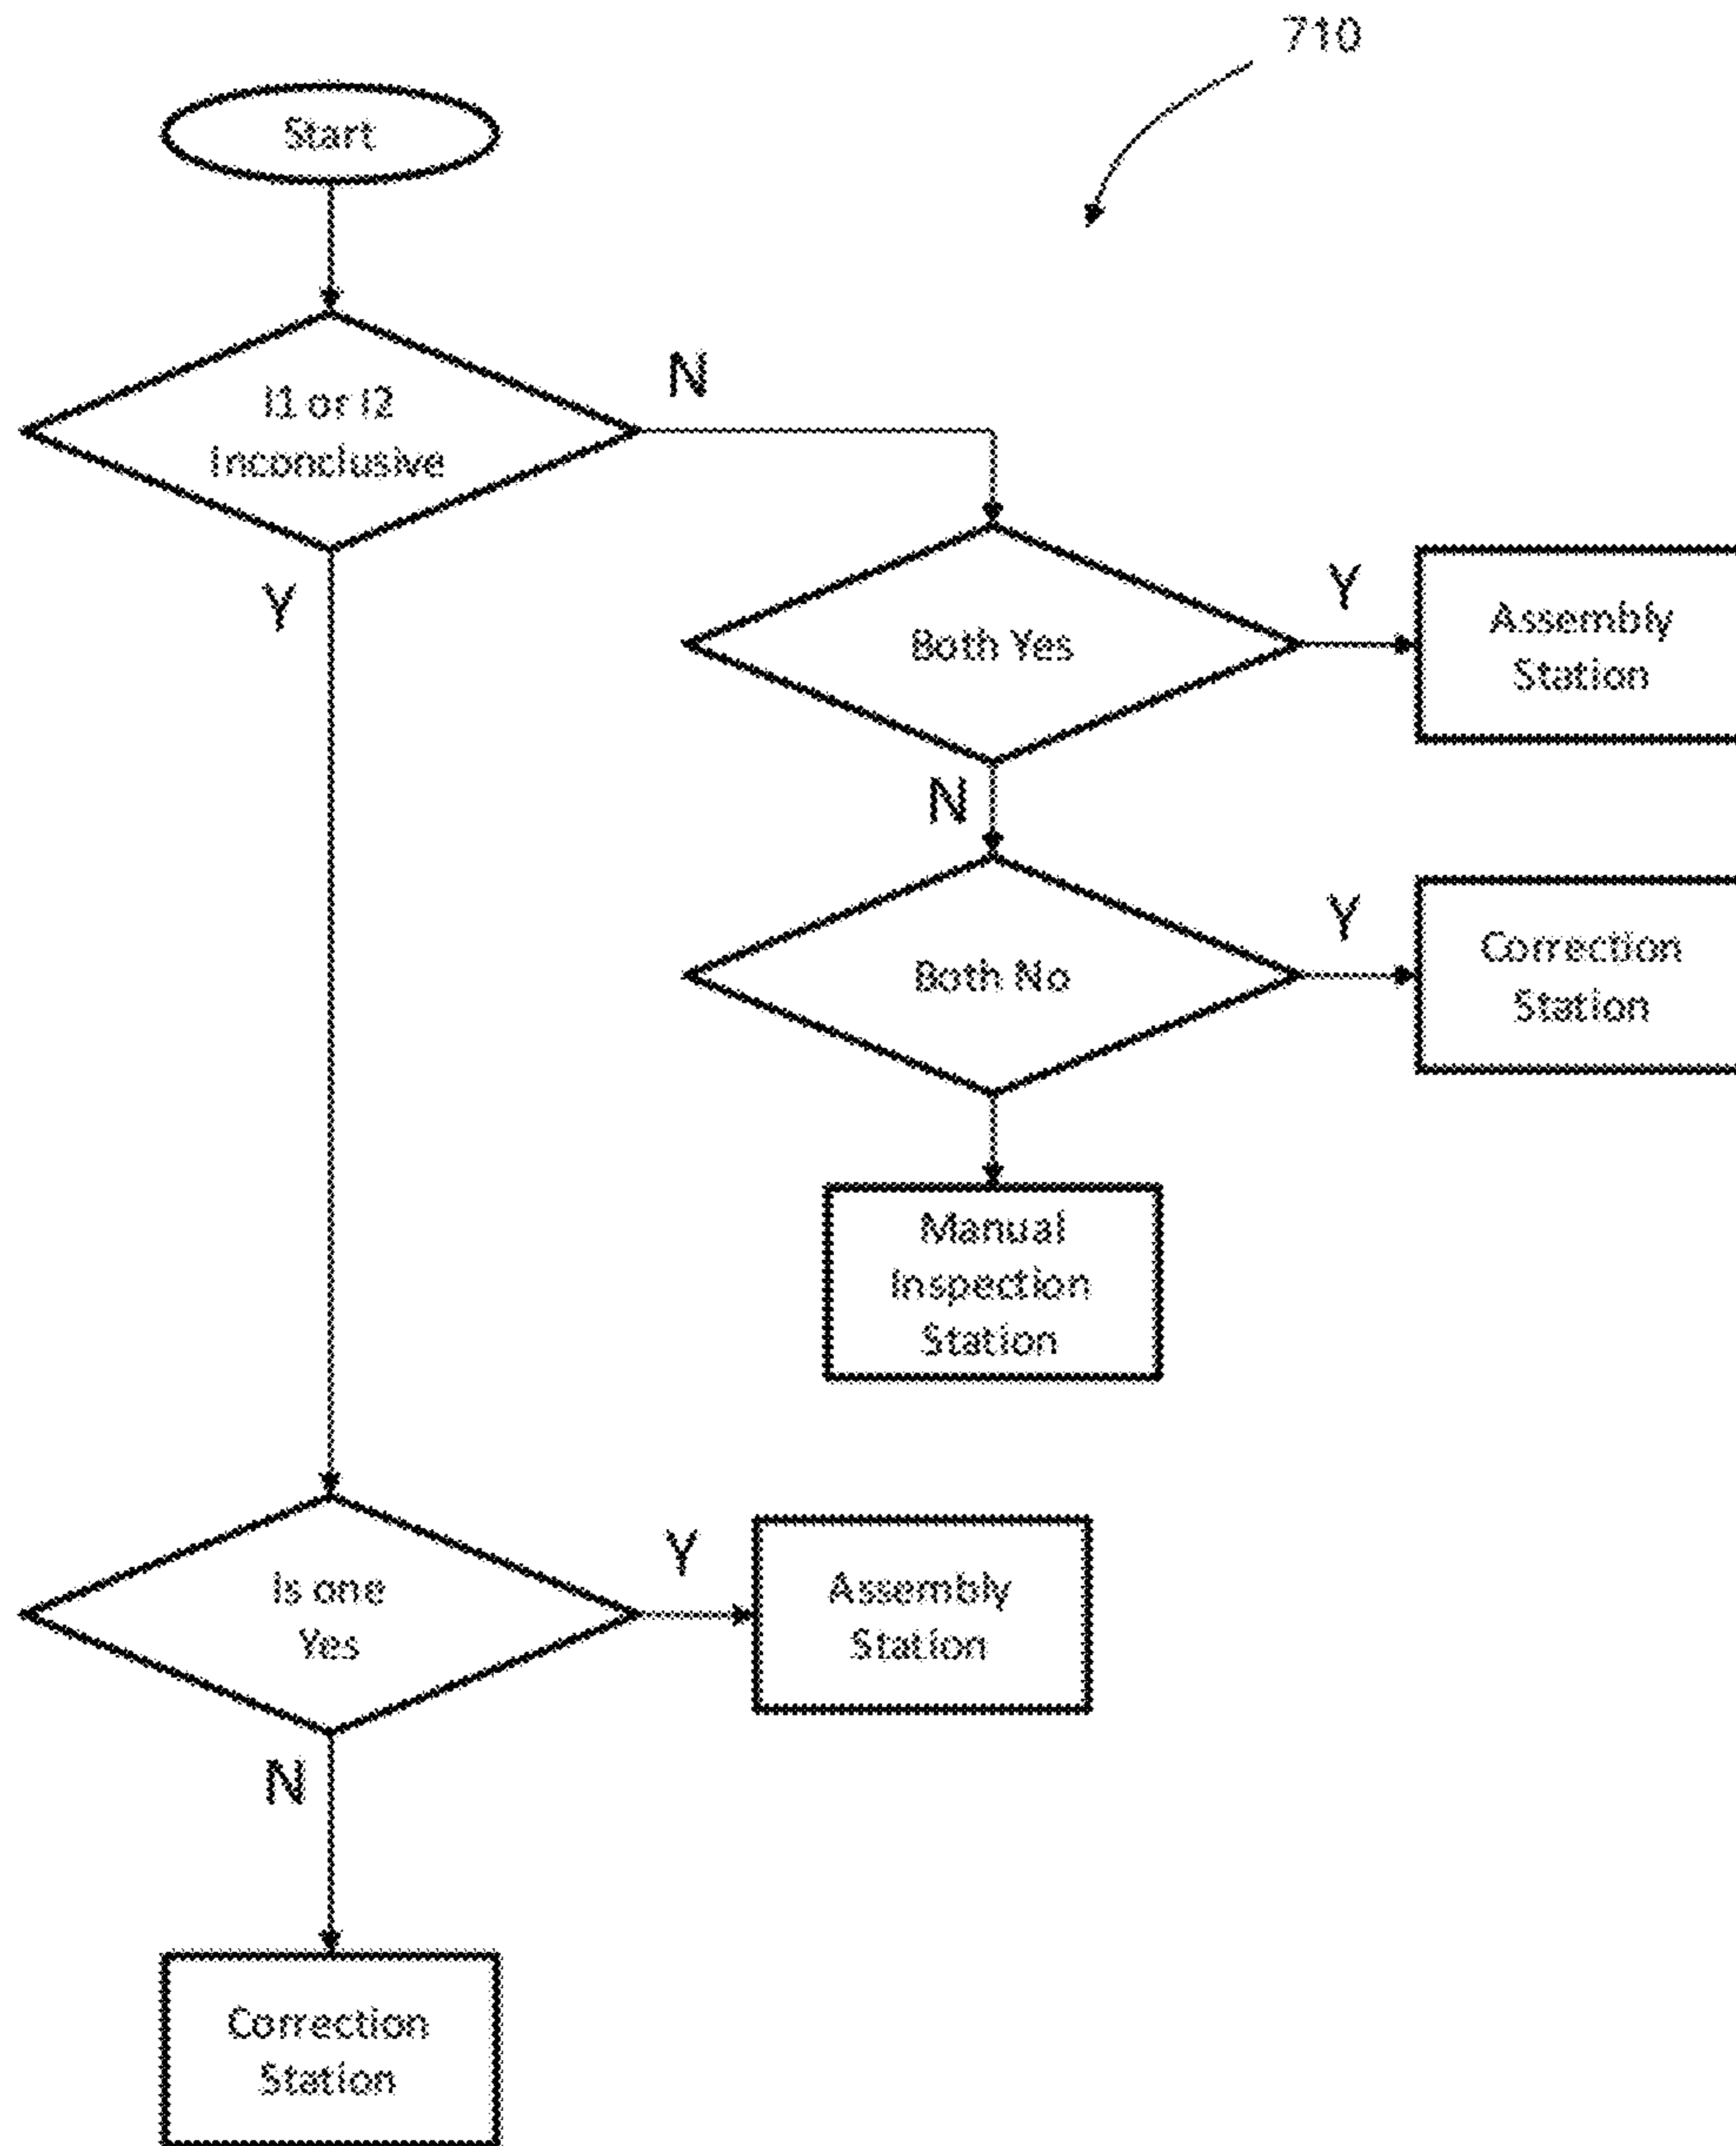 710
Start
I1 or I2
Inconclusive
N
Y
Both Yes
Y
Assembly
Station
N
Both No
Y
Correction
Station
Manual
Inspection
Station
Is one
Yes
Y
Assembly
Station
N
Correction
Station